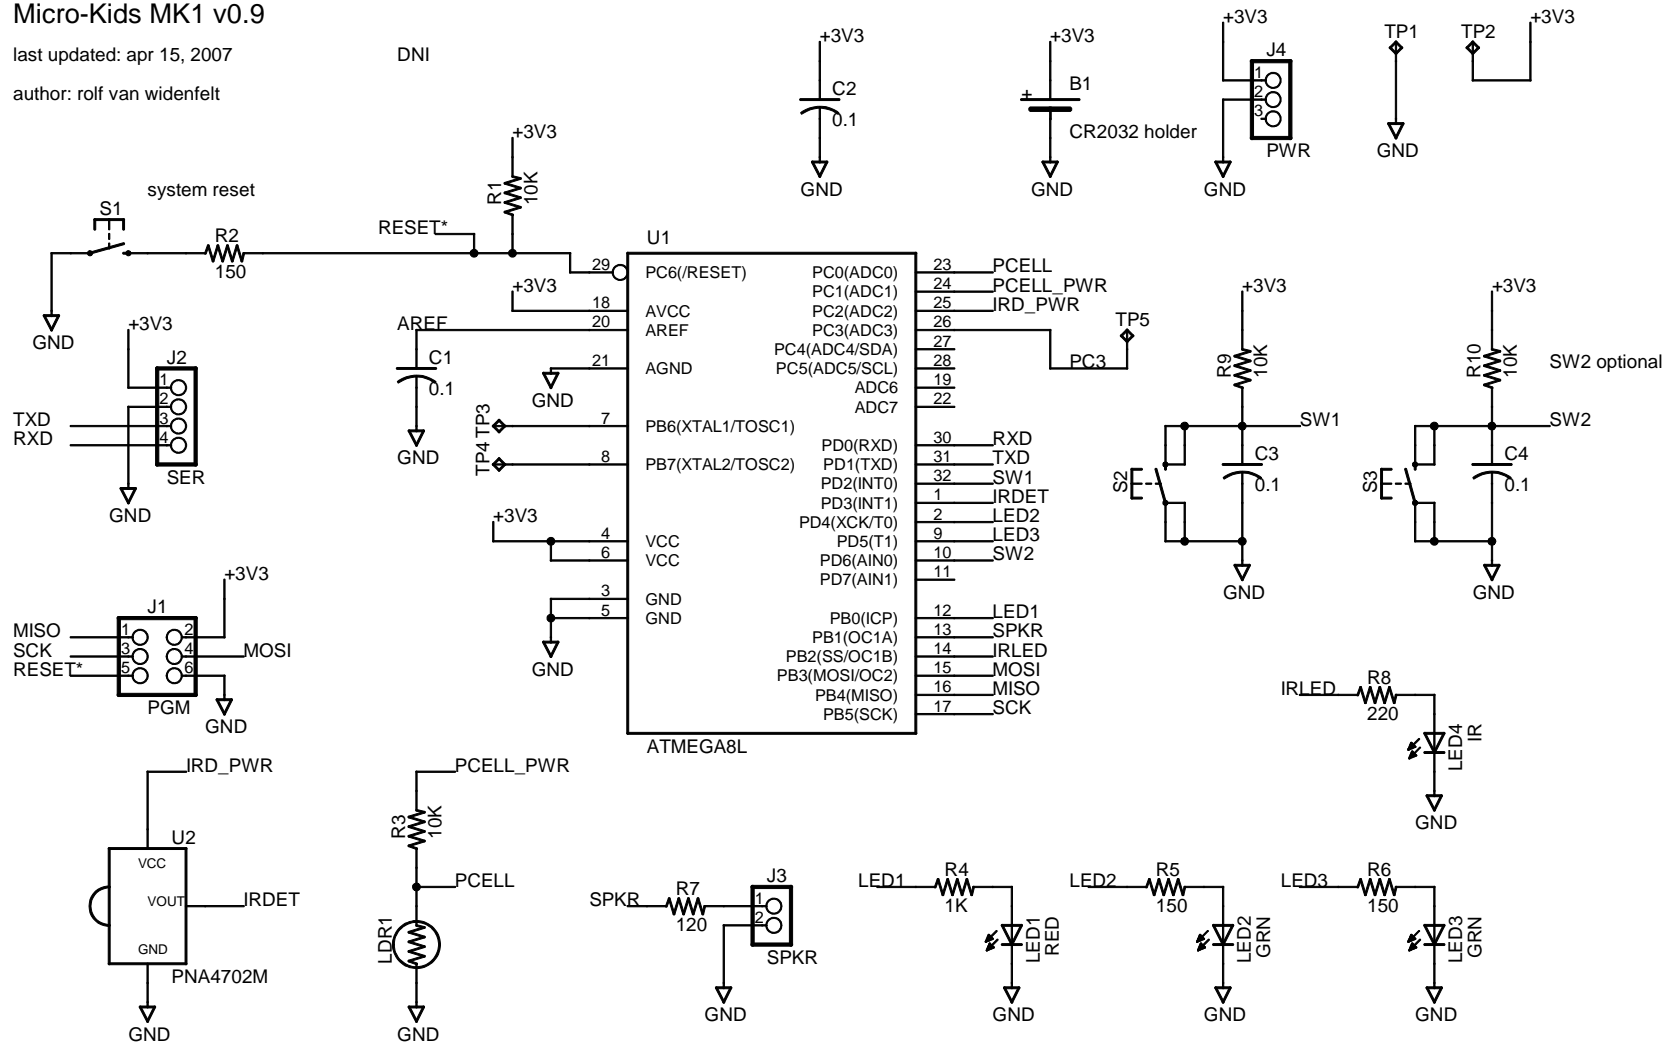 Micro-Kids MK1 v0.9
last updated: apr 15, 2007
DNI
author: rolf van widenfelt
+3V3
C2
0.1
GND
+3V3
+
B1
CR2032 holder
GND
+3V3
J4
1
2
3
PWR
GND
TP1
GND
TP2
+3V3
system reset
S1
R2
150
GND
RESET*
+3V3
R1
10K
+3V3
AREF
C1
0.1
GND
GND
TP3
TP4
+3V3
GND
+3V3
J2
1
2
3
4
TXD
RXD
SER
GND
+3V3
J1
MISO
SCK
RESET*
1
2
3
4
5
6
MOSI
PGM
GND
U1
29 PC6(/RESET)
18 AVCC
20 AREF
21 AGND
7 PB6(XTAL1/TOSC1)
8 PB7(XTAL2/TOSC2)
4 VCC
6 VCC
3 GND
5 GND
PC0(ADC0) 23 PCELL
PC1(ADC1) 24 PCELL_PWR
PC2(ADC2) 25 IRD_PWR
PC3(ADC3) 26
PC4(ADC4/SDA) 27
PC5(ADC5/SCL) 28
ADC6 19
ADC7 22
PD0(RXD) 30 RXD
PD1(TXD) 31 TXD
PD2(INT0) 32 SW1
PD3(INT1) 1 IRDET
PD4(XCK/T0) 2 LED2
PD5(T1) 9 LED3
PD6(AIN0) 10 SW2
PD7(AIN1) 11
PB0(ICP) 12 LED1
PB1(OC1A) 13 SPKR
PB2(SS/OC1B) 14 IRLED
PB3(MOSI/OC2) 15 MOSI
PB4(MISO) 16 MISO
PB5(SCK) 17 SCK
ATMEGA8L
TP5
PC3
+3V3
R9
10K
SW1
S2
C3
0.1
GND
+3V3
R10
10K
SW2 optional
SW2
S3
C4
0.1
GND
IRLED
R8
220
LED4
IR
GND
IRD_PWR
U2
VCC
VOUT
IRDET
GND
PNA4702M
GND
PCELL_PWR
R3
10K
PCELL
LDR1
GND
SPKR
R7
120
J3
1
2
SPKR
GND
LED1
R4
1K
LED1
RED
GND
LED2
R5
150
LED2
GRN
GND
LED3
R6
150
LED3
GRN
GND